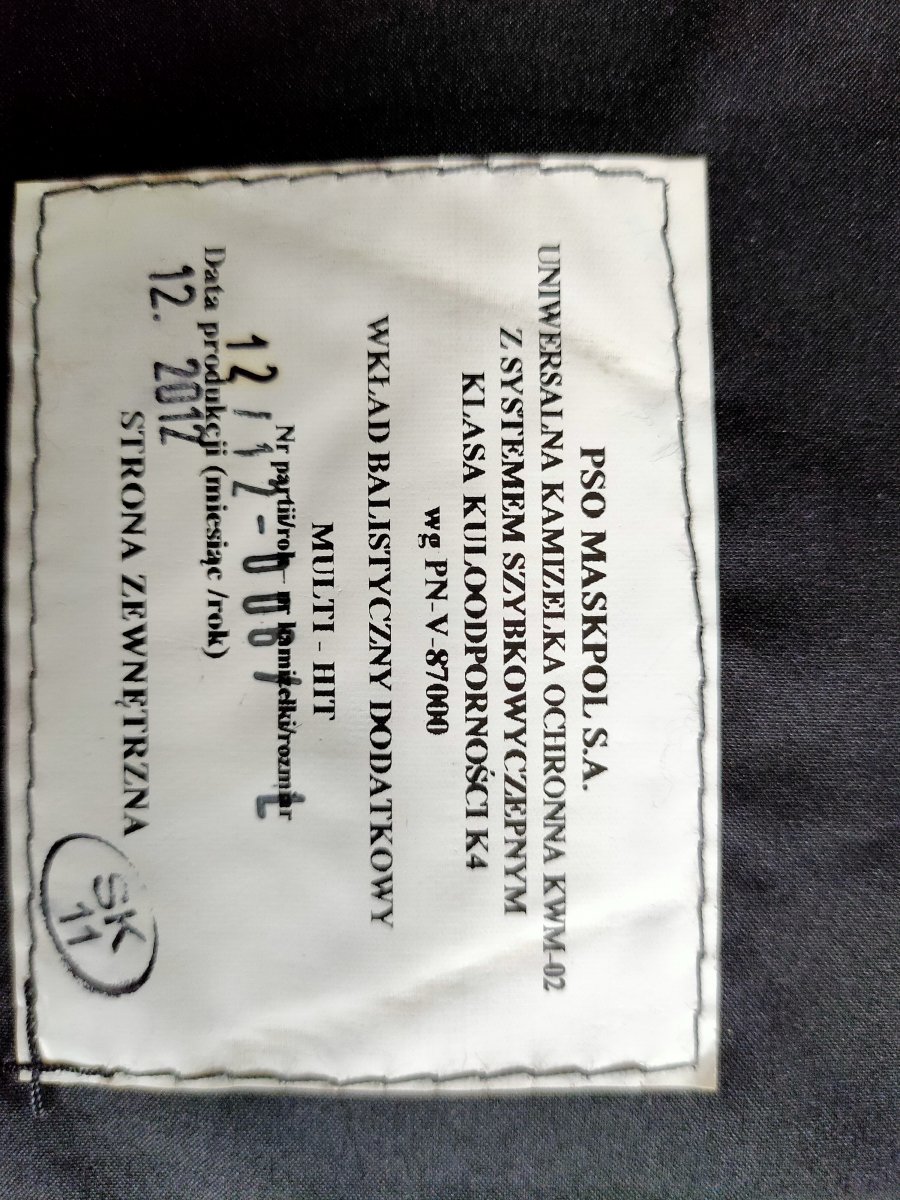 PSO MASKPOL S.A.
UNIWERSALNA KAMIZELKA OCHRONNA KWM-02
Z SYSTEMEM SZYBKOWYCZEPNYM
KLASA KULOODPORNOŚCI K4
wg PN-V-87000
WKŁAD BALISTYCZNY DODATKOWY
MULTI - HIT
Nr partii/rok- nr kamizelki/rozmiar
12/12-0087 L
Data produkcji (miesiąc /rok)
12. 2012
STRONA ZEWNĘTRZNA
SK
11